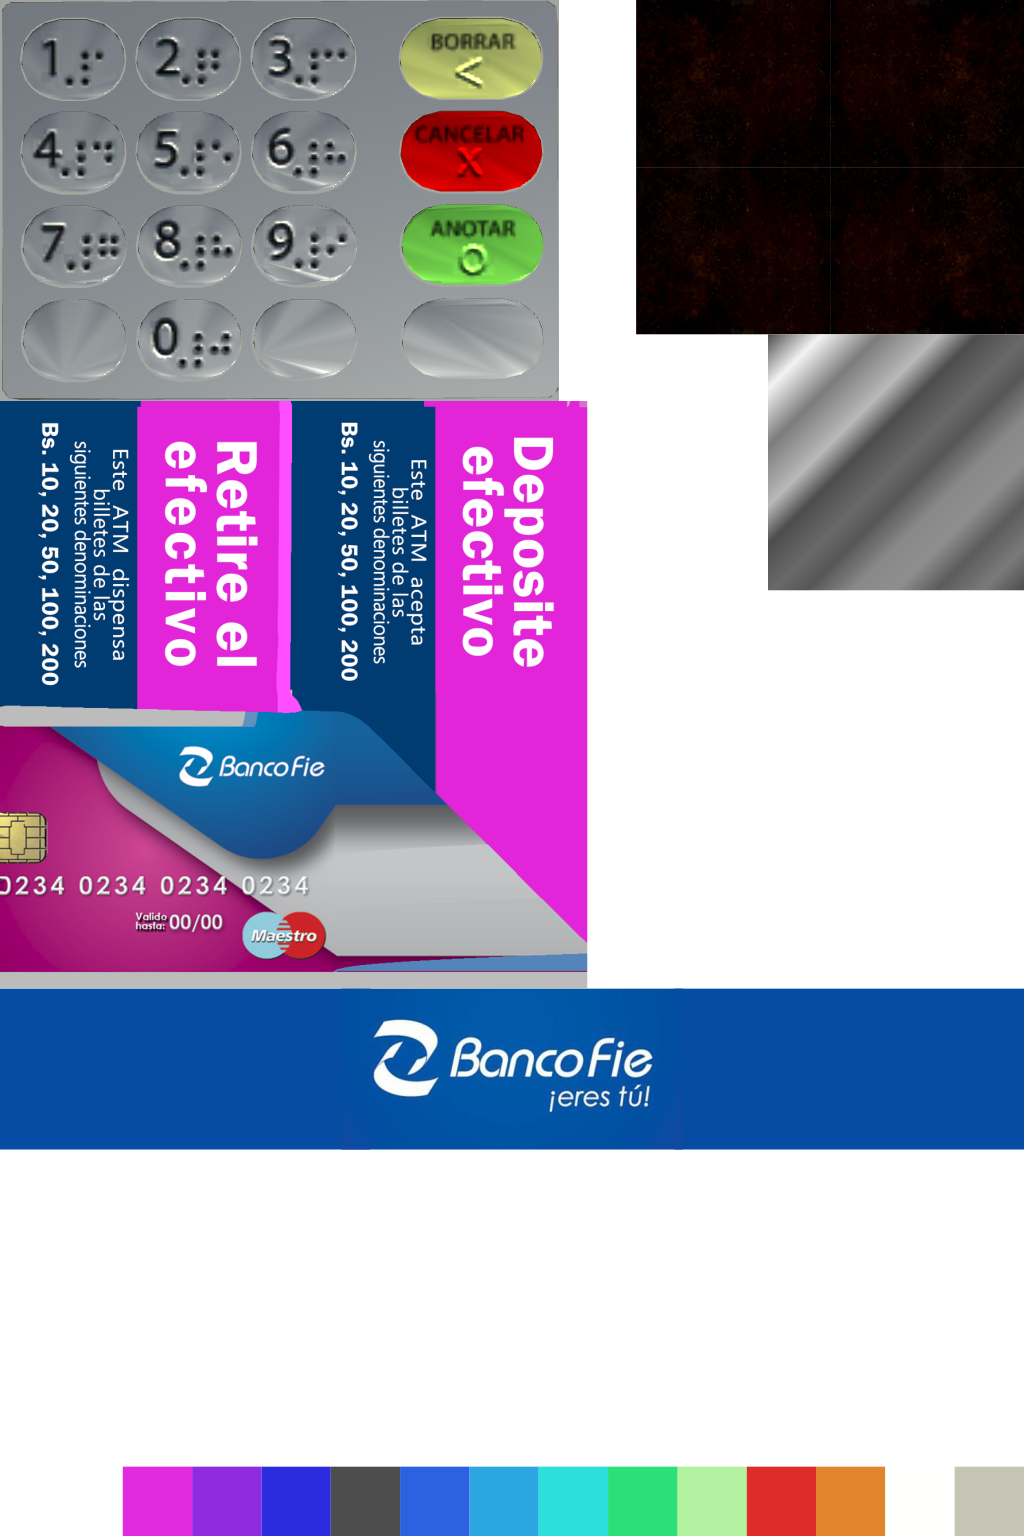 1 2 3 BORRAR
<
4 5 6 CANCELAR
X
7 8 9 ANOTAR
O
0
Retire el
efectivo
Este ATM dispensa
billetes de las
siguientes denominaciones
Bs. 10, 20, 50, 100, 200
Deposite
efectivo
Este ATM acepta
billetes de las
siguientes denominaciones
Bs. 10, 20, 50, 100, 200
BancoFie
0234 0234 0234 0234
Valido
hasta: 00/00
Maestro
BancoFie
¡eres tú!